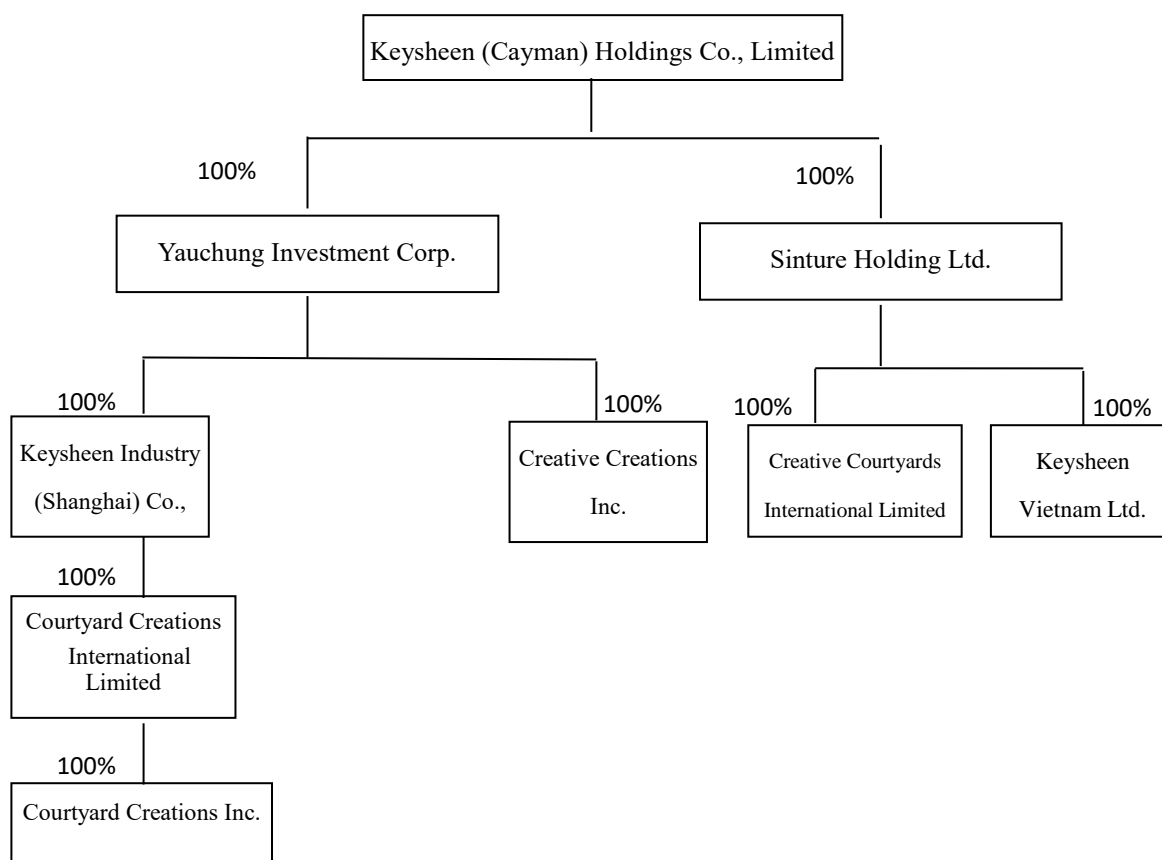 Keysheen (Cayman) Holdings Co., Limited
100%
100%
Yauchung Investment Corp.
Sinture Holding Ltd.
100%
100%
100%
100%
Keysheen Industry
(Shanghai) Co.,
Creative Creations
Inc.
Creative Courtyards
International Limited
Keysheen
Vietnam Ltd.
100%
Courtyard Creations
International
Limited
100%
Courtyard Creations Inc.